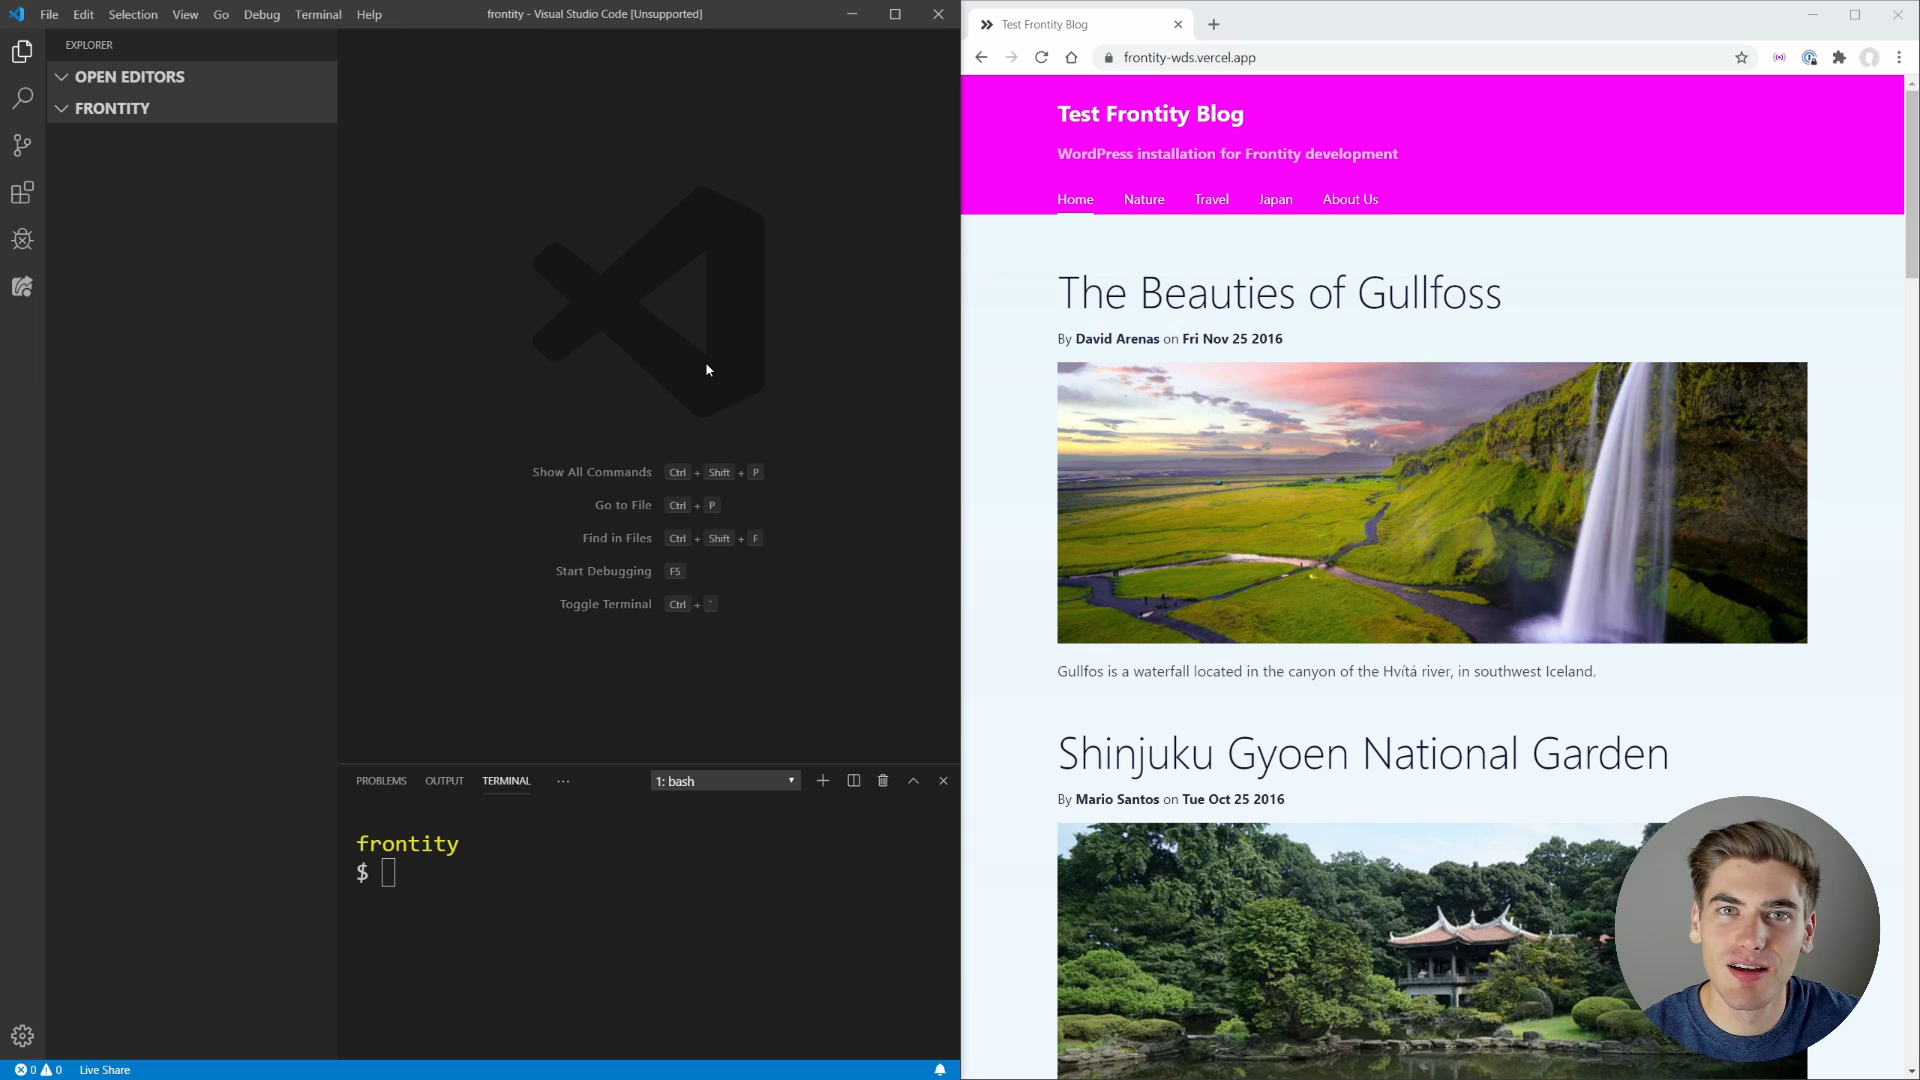 File Edit Selection View Go Debug Terminal Help
frontity - Visual Studio Code [Unsupported]
EXPLORER
OPEN EDITORS
FRONTITY
Show All Commands Ctrl + Shift + P
Go to File Ctrl + P
Find in Files Ctrl + Shift + F
Start Debugging F5
Toggle Terminal Ctrl + `
PROBLEMS OUTPUT TERMINAL ...
1: bash
frontity
$
0 0 Live Share
Test Frontity Blog
frontity-wds.vercel.app
Test Frontity Blog
WordPress installation for Frontity development
Home Nature Travel Japan About Us
The Beauties of Gullfoss
By David Arenas on Fri Nov 25 2016
Gullfos is a waterfall located in the canyon of the Hvítá river, in southwest Iceland.
Shinjuku Gyoen National Garden
By Mario Santos on Tue Oct 25 2016